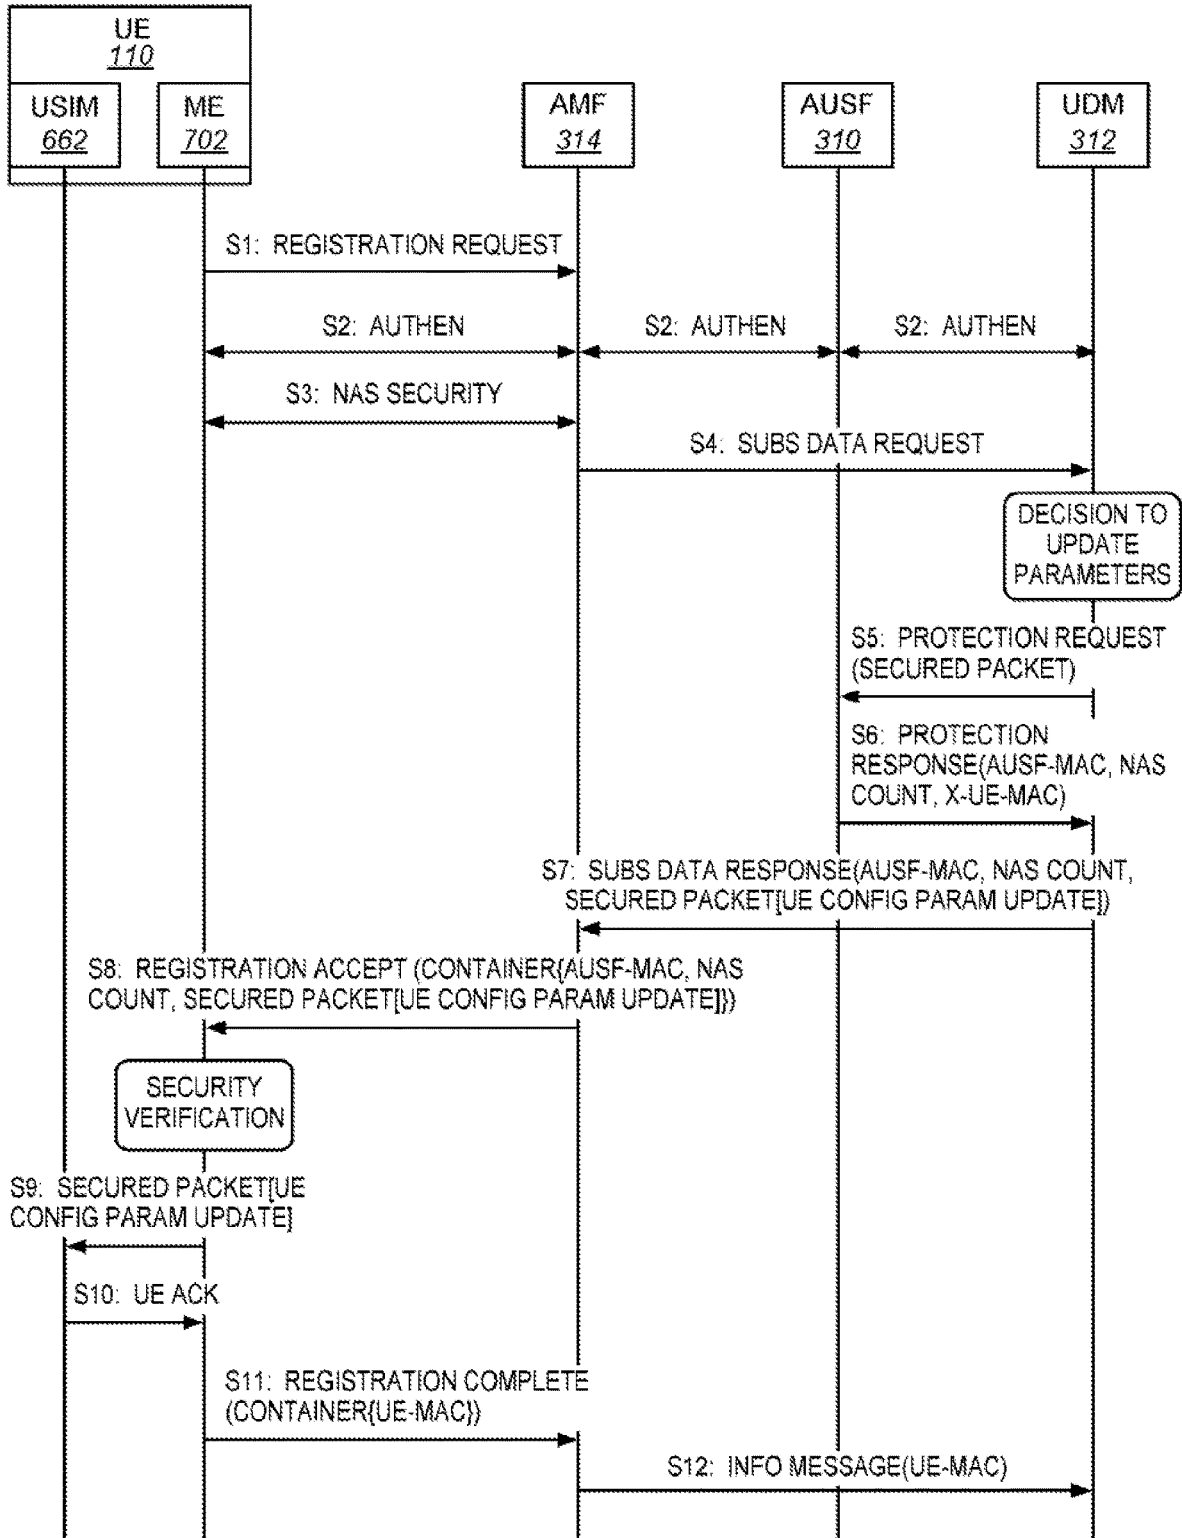 UE
110
USIM
662
ME
702
AMF
314
AUSF
310
UDM
312
S1: REGISTRATION REQUEST
S2: AUTHEN
S2: AUTHEN
S2: AUTHEN
S3: NAS SECURITY
S4: SUBS DATA REQUEST
DECISION TO
UPDATE
PARAMETERS
S5: PROTECTION REQUEST
(SECURED PACKET)
S6: PROTECTION
RESPONSE(AUSF-MAC, NAS
COUNT, X-UE-MAC)
S7: SUBS DATA RESPONSE(AUSF-MAC, NAS COUNT,
SECURED PACKET[UE CONFIG PARAM UPDATE])
S8: REGISTRATION ACCEPT (CONTAINER{AUSF-MAC, NAS
COUNT, SECURED PACKET[UE CONFIG PARAM UPDATE]})
SECURITY
VERIFICATION
S9: SECURED PACKET[UE
CONFIG PARAM UPDATE]
S10: UE ACK
S11: REGISTRATION COMPLETE
(CONTAINER{UE-MAC})
S12: INFO MESSAGE(UE-MAC)